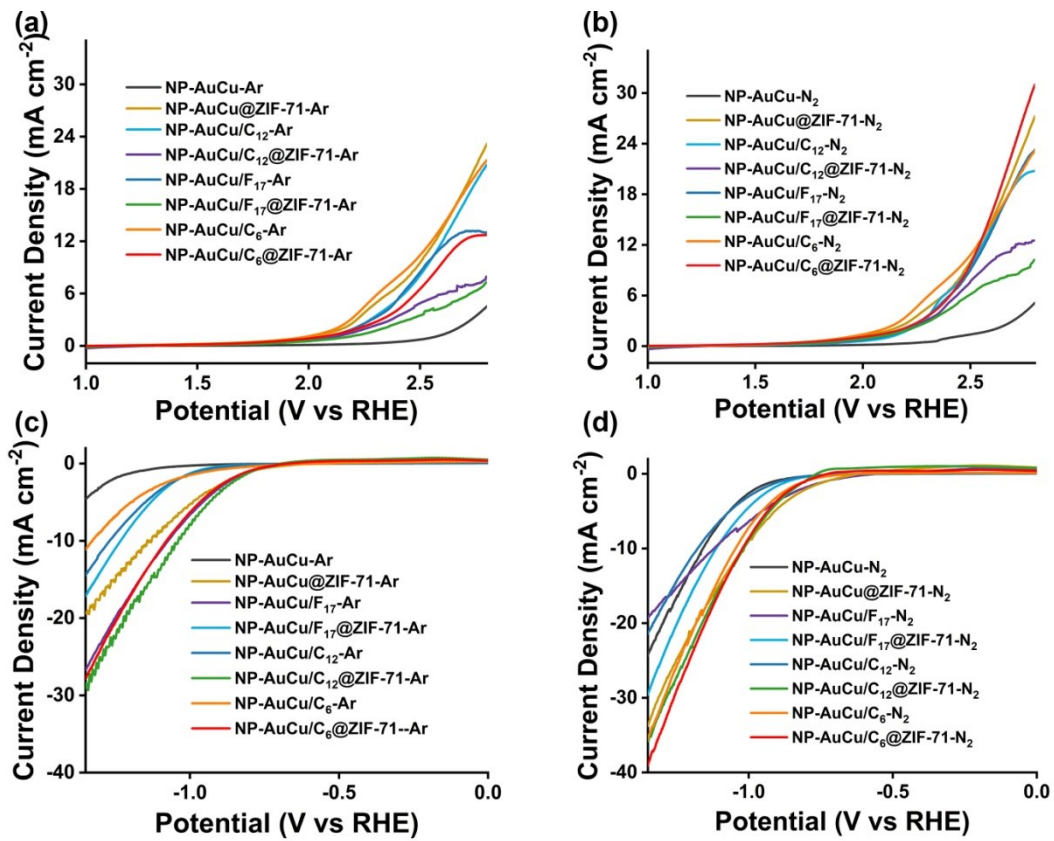 (a)
Current Density (mA cm⁻²)
30
24
18
12
6
0
NP-AuCu-Ar
NP-AuCu@ZIF-71-Ar
NP-AuCu/C₁₂-Ar
NP-AuCu/C₁₂@ZIF-71-Ar
NP-AuCu/F₁₇-Ar
NP-AuCu/F₁₇@ZIF-71-Ar
NP-AuCu/C₆-Ar
NP-AuCu/C₆@ZIF-71-Ar
1.0 1.5 2.0 2.5
Potential (V vs RHE)
(b)
Current Density (mA cm⁻²)
30
24
18
12
6
0
NP-AuCu-N₂
NP-AuCu@ZIF-71-N₂
NP-AuCu/C₁₂-N₂
NP-AuCu/C₁₂@ZIF-71-N₂
NP-AuCu/F₁₇-N₂
NP-AuCu/F₁₇@ZIF-71-N₂
NP-AuCu/C₆-N₂
NP-AuCu/C₆@ZIF-71-N₂
1.0 1.5 2.0 2.5
Potential (V vs RHE)
(c)
Current Density (mA cm⁻²)
0
-10
-20
-30
-40
NP-AuCu-Ar
NP-AuCu@ZIF-71-Ar
NP-AuCu/F₁₇-Ar
NP-AuCu/F₁₇@ZIF-71-Ar
NP-AuCu/C₁₂-Ar
NP-AuCu/C₁₂@ZIF-71-Ar
NP-AuCu/C₆-Ar
NP-AuCu/C₆@ZIF-71--Ar
-1.0 -0.5 0.0
Potential (V vs RHE)
(d)
Current Density (mA cm⁻²)
0
-10
-20
-30
-40
NP-AuCu-N₂
NP-AuCu@ZIF-71-N₂
NP-AuCu/F₁₇-N₂
NP-AuCu/F₁₇@ZIF-71-N₂
NP-AuCu/C₁₂-N₂
NP-AuCu/C₁₂@ZIF-71-N₂
NP-AuCu/C₆-N₂
NP-AuCu/C₆@ZIF-71-N₂
-1.0 -0.5 0.0
Potential (V vs RHE)